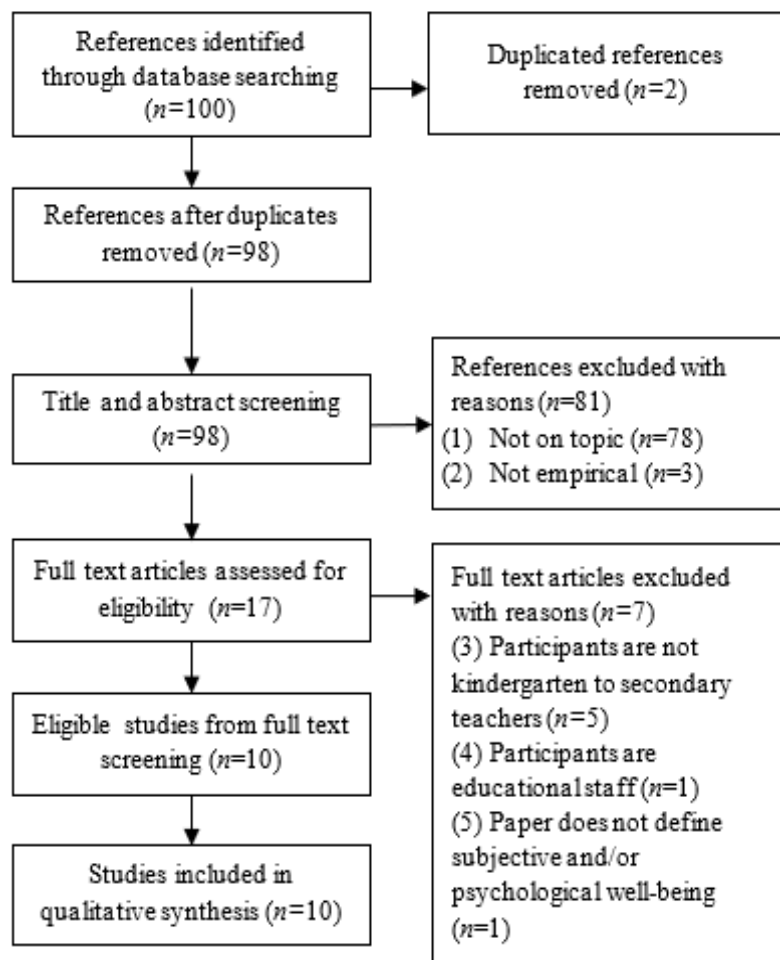 References identified
through database searching
(n=100)
Duplicated references
removed (n=2)
References after duplicates
removed (n=98)
Title and abstract screening
(n=98)
References excluded with
reasons (n=81)
(1) Not on topic (n=78)
(2) Not empirical (n=3)
Full text articles assessed for
eligibility (n=17)
Full text articles excluded
with reasons (n=7)
(3) Participants are not
kindergarten to secondary
teachers (n=5)
(4) Participants are
educational staff (n=1)
(5) Paper does not define
subjective and/or
psychological well-being
(n=1)
Eligible studies from full text
screening (n=10)
Studies included in
qualitative synthesis (n=10)